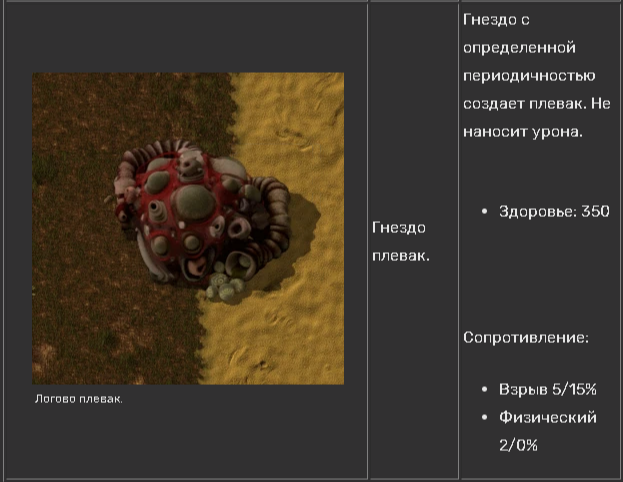 Логово плевак.
Гнездо
плевак.
Гнездо с
определенной
периодичностью
создает плевак. Не
наносит урона.
• Здоровье: 350
Сопротивление:
• Взрыв 5/15%
• Физический
2/0%